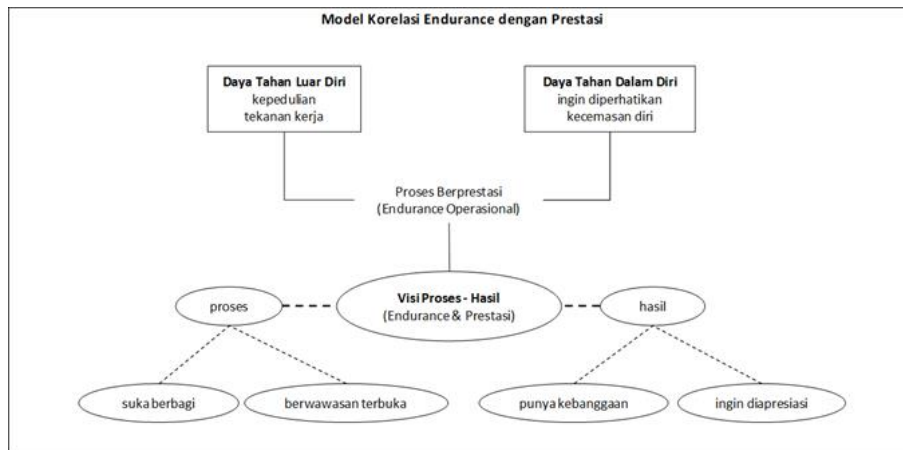 Model Korelasi Endurance dengan Prestasi
Daya Tahan Luar Diri
kepedulian
tekanan kerja
Daya Tahan Dalam Diri
ingin diperhatikan
kecemasan diri
Proses Berprestasi
(Endurance Operasional)
Visi Proses - Hasil
(Endurance & Prestasi)
proses
hasil
suka berbagi
berwawasan terbuka
punya kebanggaan
ingin diapresiasi